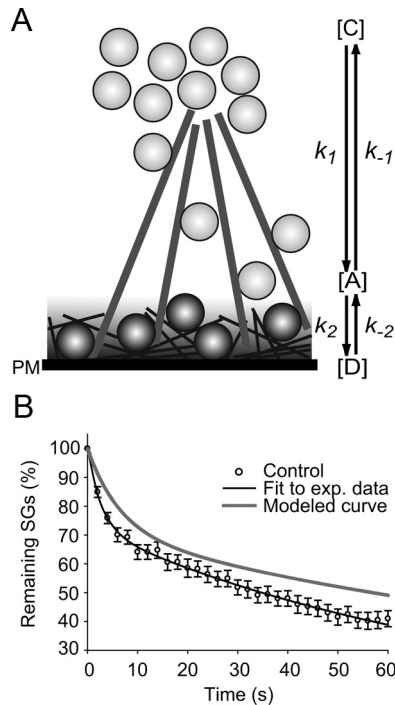 A
[C]
k1 k-1
[A]
k2 k-2
PM [D]
B
100
90
80
70
60
50
40
30
Remaining SGs (%)
Control
Fit to exp. data
Modeled curve
0 10 20 30 40 50 60
Time (s)